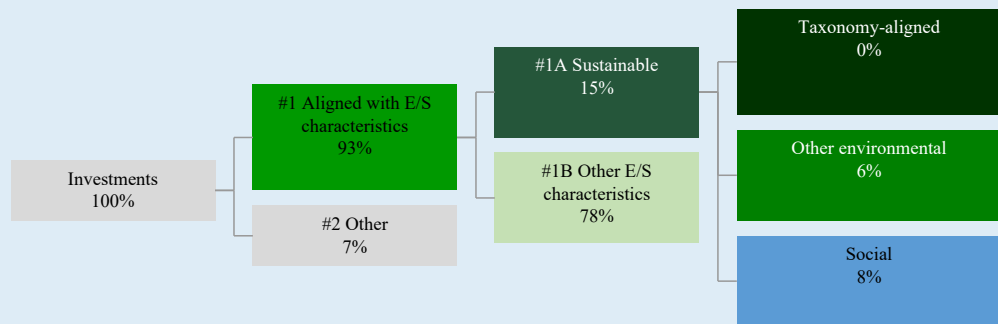 Investments
100%
#1 Aligned with E/S
characteristics
93%
#2 Other
7%
#1A Sustainable
15%
#1B Other E/S
characteristics
78%
Taxonomy-aligned
0%
Other environmental
6%
Social
8%